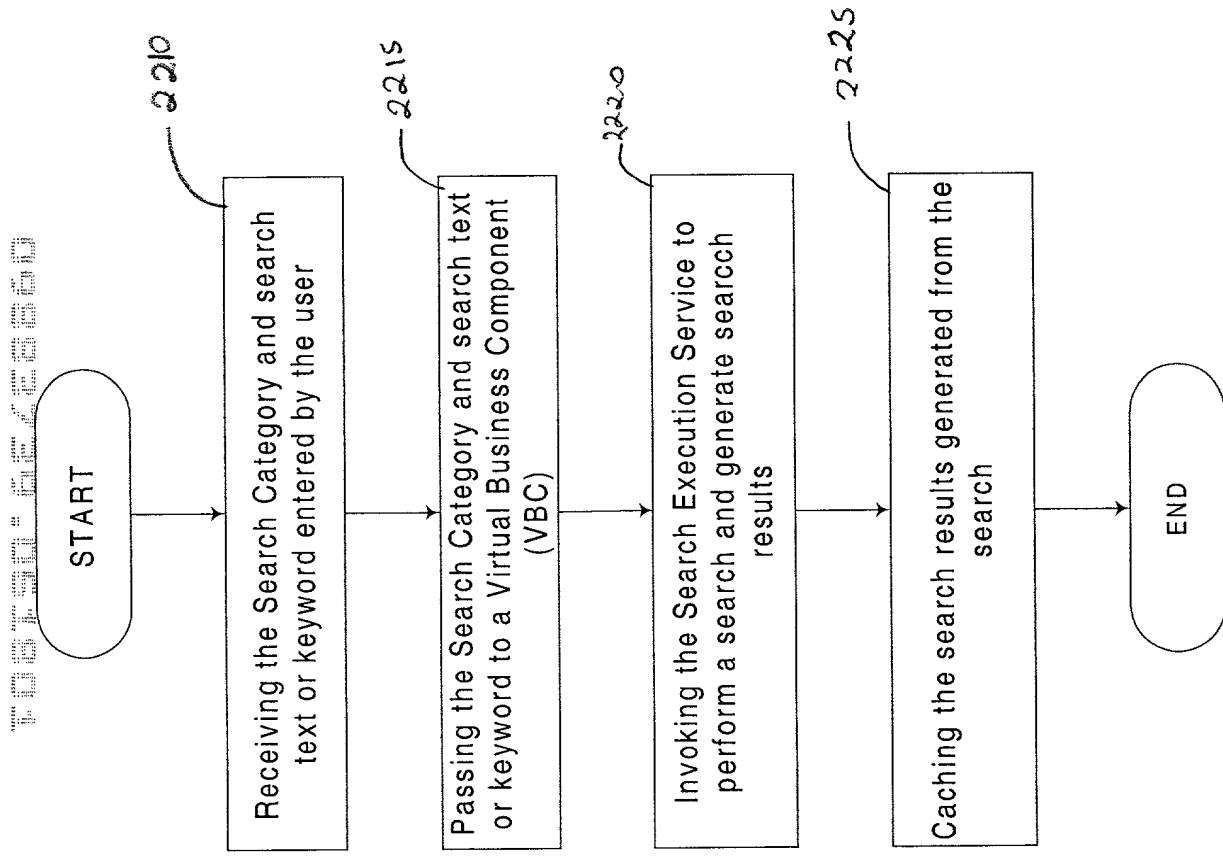 START
2210
Receiving the Search Category and search
text or keyword entered by the user
2215
Passing the Search Category and search text
or keyword to a Virtual Business Component
(VBC)
2220
Invoking the Search Execution Service to
perform a search and generate searcch
results
2225
Caching the search results generated from the
search
END